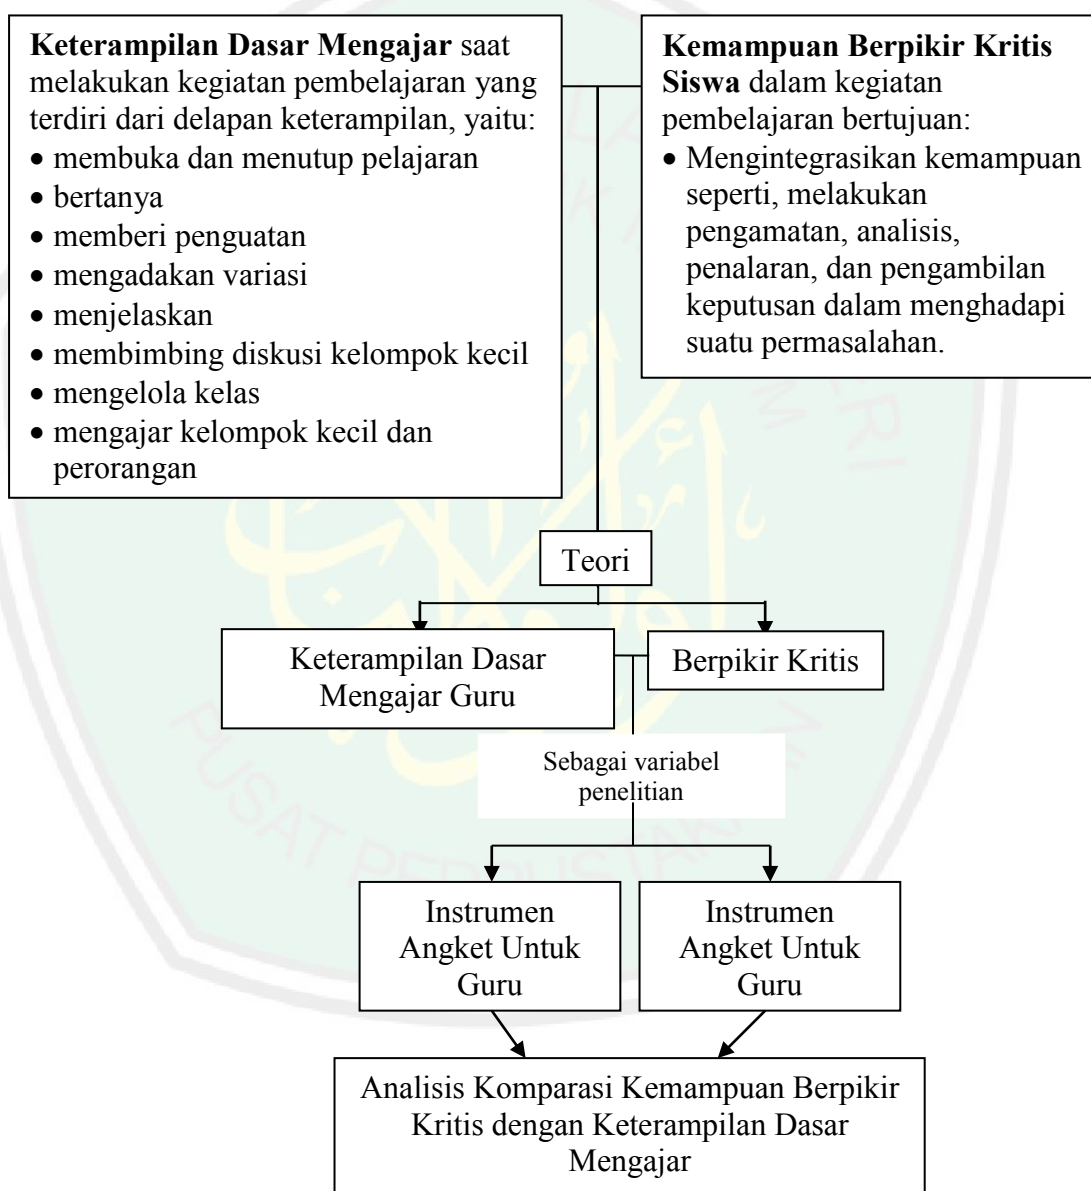 Keterampilan Dasar Mengajar saat
melakukan kegiatan pembelajaran yang
terdiri dari delapan keterampilan, yaitu:
• membuka dan menutup pelajaran
• bertanya
• memberi penguatan
• mengadakan variasi
• menjelaskan
• membimbing diskusi kelompok kecil
• mengelola kelas
• mengajar kelompok kecil dan
perorangan
Kemampuan Berpikir Kritis
Siswa dalam kegiatan
pembelajaran bertujuan:
• Mengintegrasikan kemampuan
seperti, melakukan
pengamatan, analisis,
penalaran, dan pengambilan
keputusan dalam menghadapi
suatu permasalahan.
Teori
Keterampilan Dasar
Mengajar Guru
Berpikir Kritis
Sebagai variabel
penelitian
Instrumen
Angket Untuk
Guru
Instrumen
Angket Untuk
Guru
Analisis Komparasi Kemampuan Berpikir
Kritis dengan Keterampilan Dasar
Mengajar
PUSAT